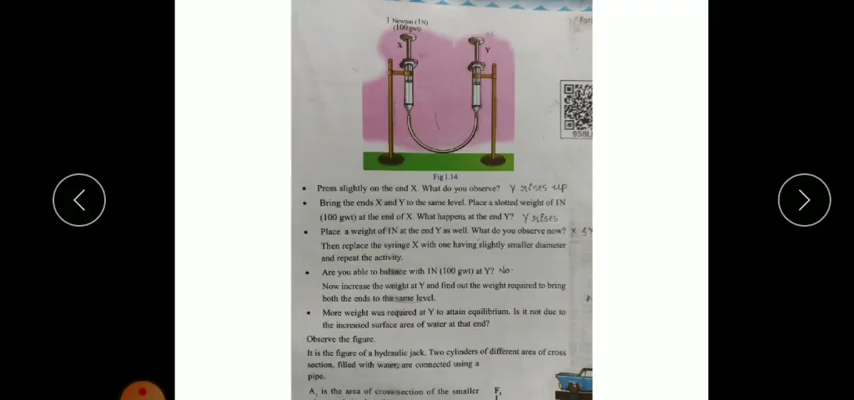 1 Newton (1N)
(100 gwt)
X
Y
Fig 1.14
• Press slightly on the end X. What do you observe? Y rises up
• Bring the ends X and Y to the same level. Place a slotted weight of 1N
(100 gwt) at the end of X. What happens at the end Y? Y rises
• Place a weight of 1N at the end Y as well. What do you observe now? X
Then replace the syringe X with one having slightly smaller diameter
and repeat the activity.
• Are you able to balance with 1N (100 gwt) at Y? No.
Now increase the weight at Y and find out the weight required to bring
both the ends to the same level.
• More weight was required at Y to attain equilibrium. Is it not due to
the increased surface area of water at that end?
Observe the figure.
It is the figure of a hydraulic jack. Two cylinders of different area of cross
section, filled with water, are connected using a
pipe.
A₁ is the area of cross section of the smaller
F₁